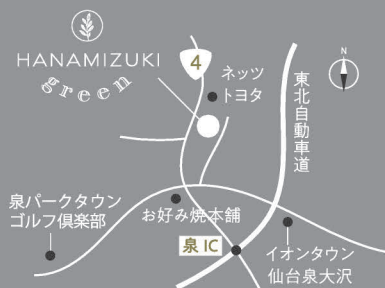 HANAMIZUKI
green
4
ネッツ
トヨタ
N
東北自動車道
泉パークタウン
ゴルフ倶楽部
お好み焼本舗
泉 IC
イオンタウン
仙台泉大沢